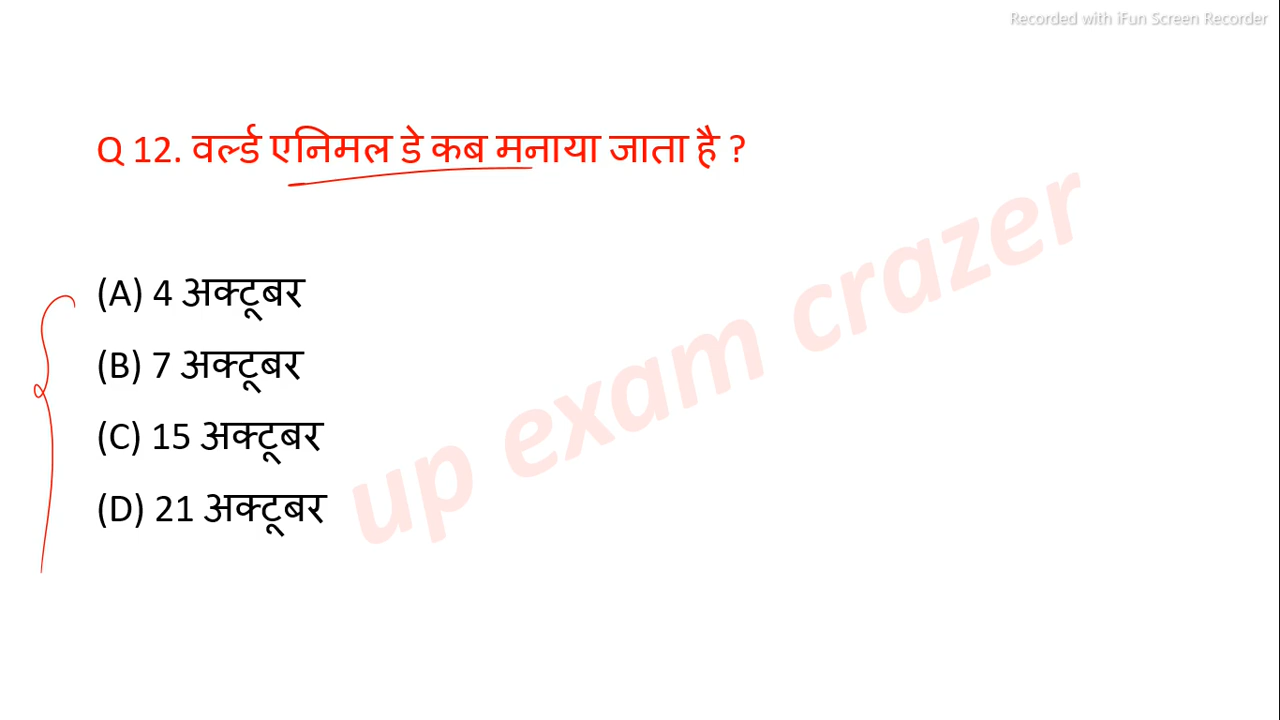 Recorded with iFun Screen Recorder
Q 12. वर्ल्ड एनिमल डे कब मनाया जाता है ?
(A) 4 अक्टूबर
(B) 7 अक्टूबर
(C) 15 अक्टूबर
(D) 21 अक्टूबर
up exam crazer